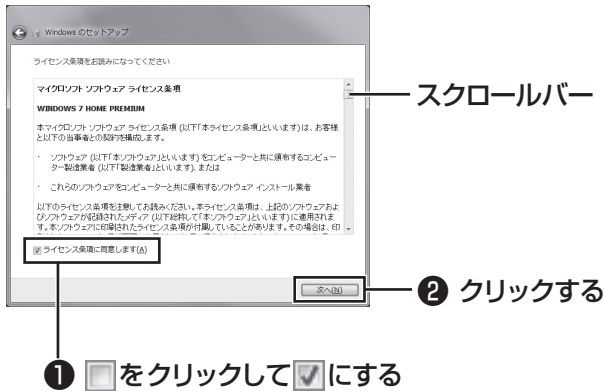 Windows のセットアップ
ライセンス条項をお読みになってください
マイクロソフト ソフトウェア ライセンス条項
WINDOWS 7 HOME PREMIUM
本マイクロソフト ソフトウェア ライセンス条項 (以下「本ライセンス条項」といいます) は、お客様
と以下の当事者との契約を構成します。
・ ソフトウェア (以下「本ソフトウェア」といいます) をコンピューターと共に頒布するコンピュー
ター製造業者 (以下「製造業者」といいます)、または
・ これらのソフトウェアをコンピューターと共に頒布するソフトウェア インストール業者
以下のライセンス条項を注意してお読みください。本ライセンス条項は、上記のソフトウェアおよ
びソフトウェアが記録されたメディア (以下総称して「本ソフトウェア」といいます) に適用されま
す。本ソフトウェアに印刷されたライセンス条項が付属していることがあります。その場合は、印
ライセンス条項に同意します(A)
次へ(N)
スクロールバー
❷ クリックする
❶ をクリックして にする